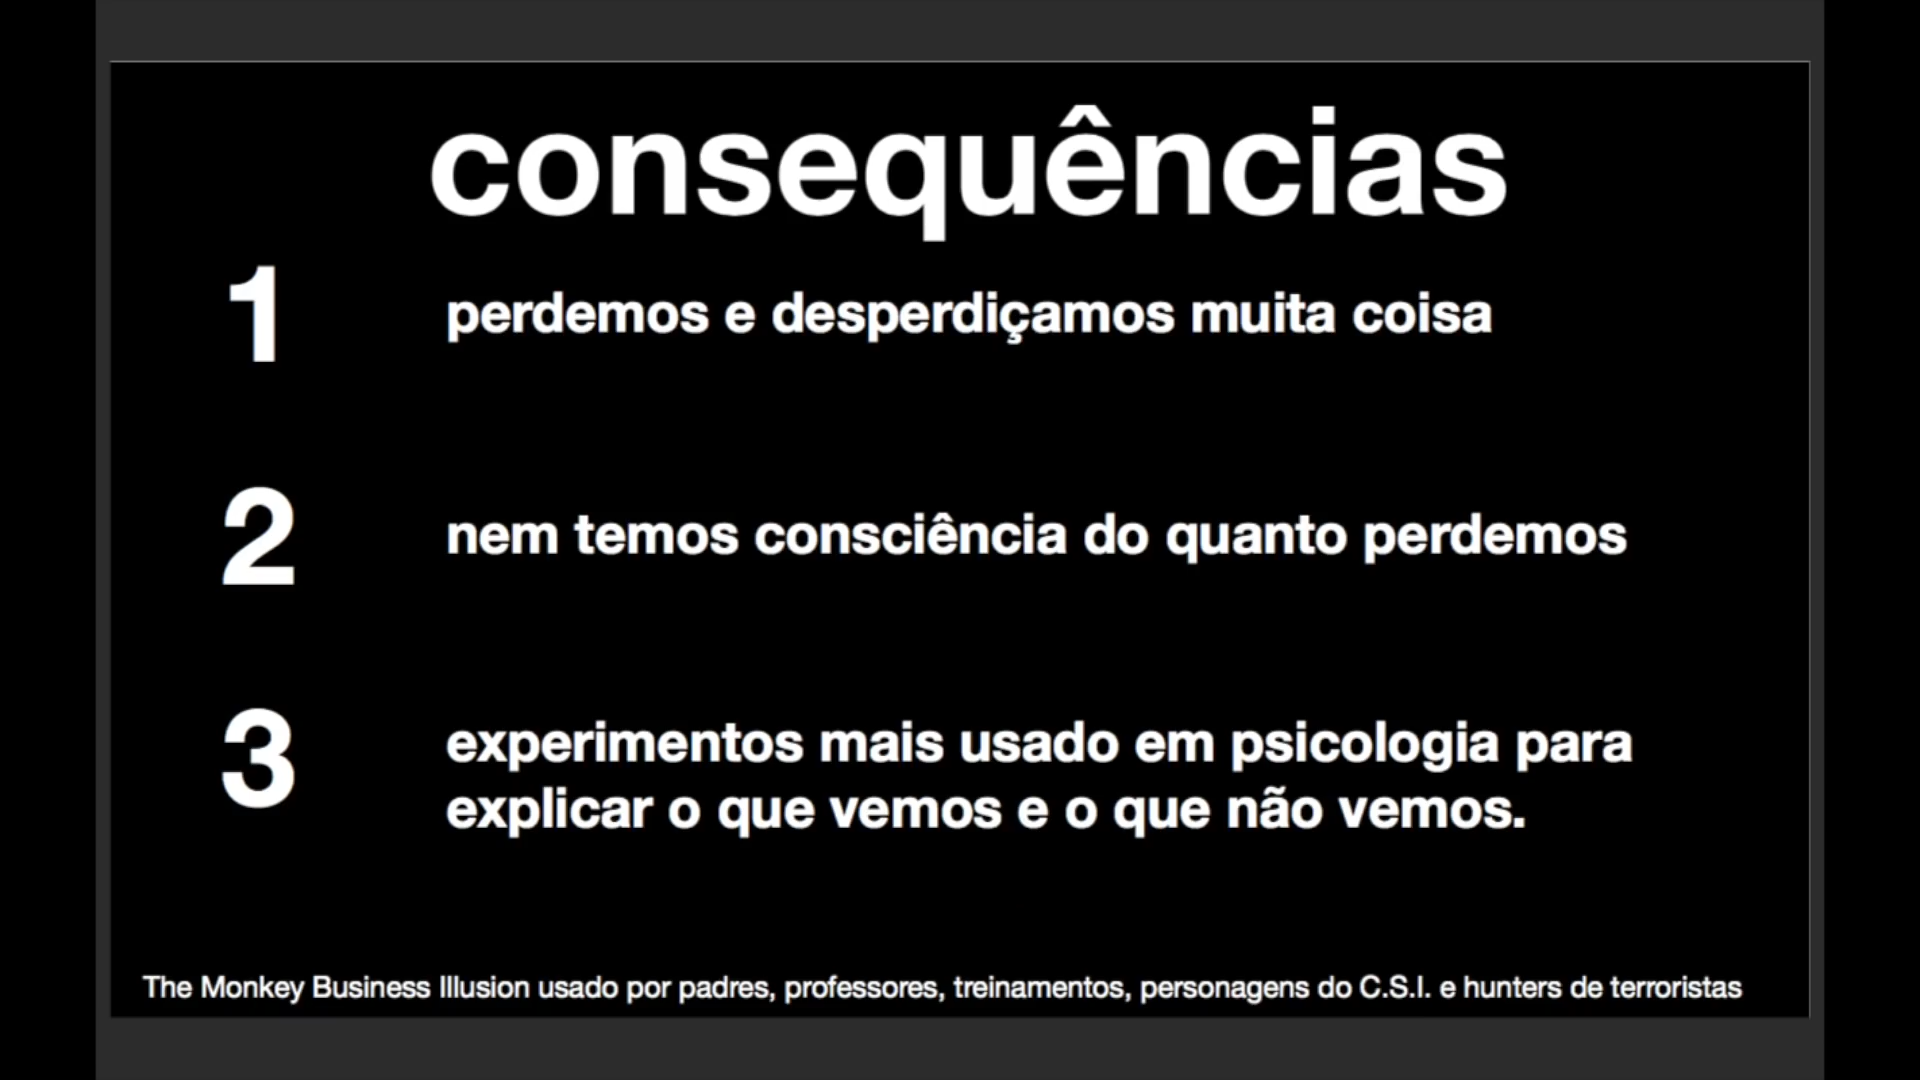 consequências
1 perdemos e desperdiçamos muita coisa
2 nem temos consciência do quanto perdemos
3 experimentos mais usado em psicologia para
explicar o que vemos e o que não vemos.
The Monkey Business Illusion usado por padres, professores, treinamentos, personagens do C.S.I. e hunters de terroristas